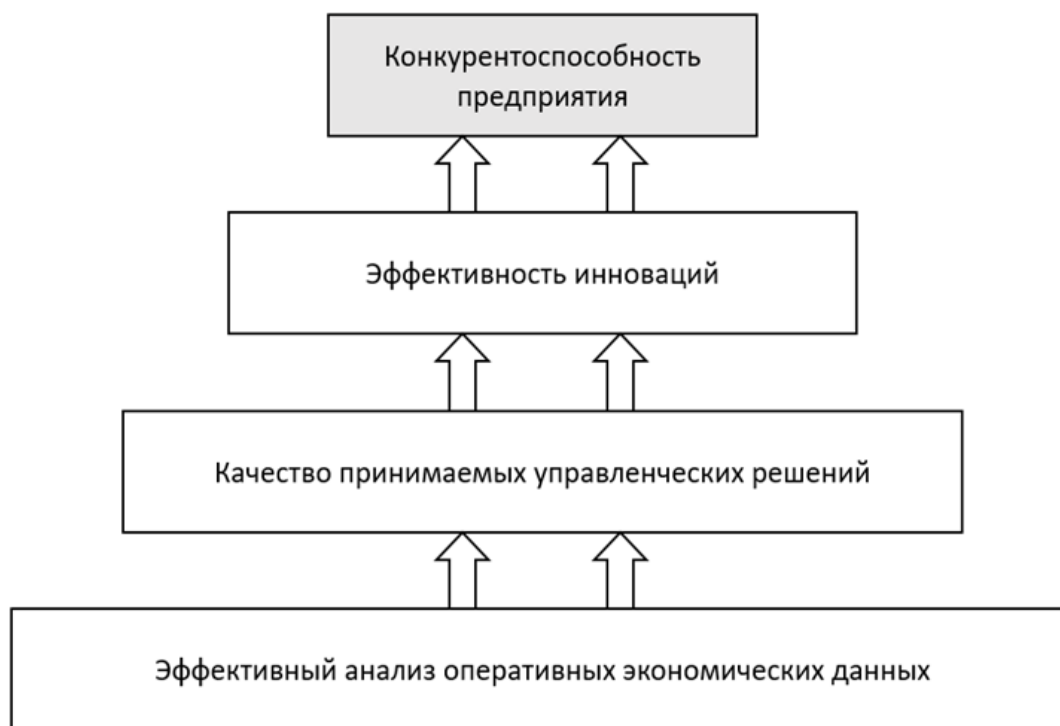 Конкурентоспособность
предприятия
Эффективность инноваций
Качество принимаемых управленческих решений
Эффективный анализ оперативных экономических данных